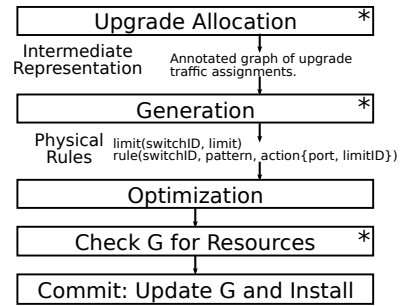 Upgrade Allocation *
Intermediate
Representation
Annotated graph of upgrade
traffic assignments.
Generation *
Physical
Rules
limit(switchID, limit)
rule(switchID, pattern, action{port, limitID})
Optimization
Check G for Resources *
Commit: Update G and Install